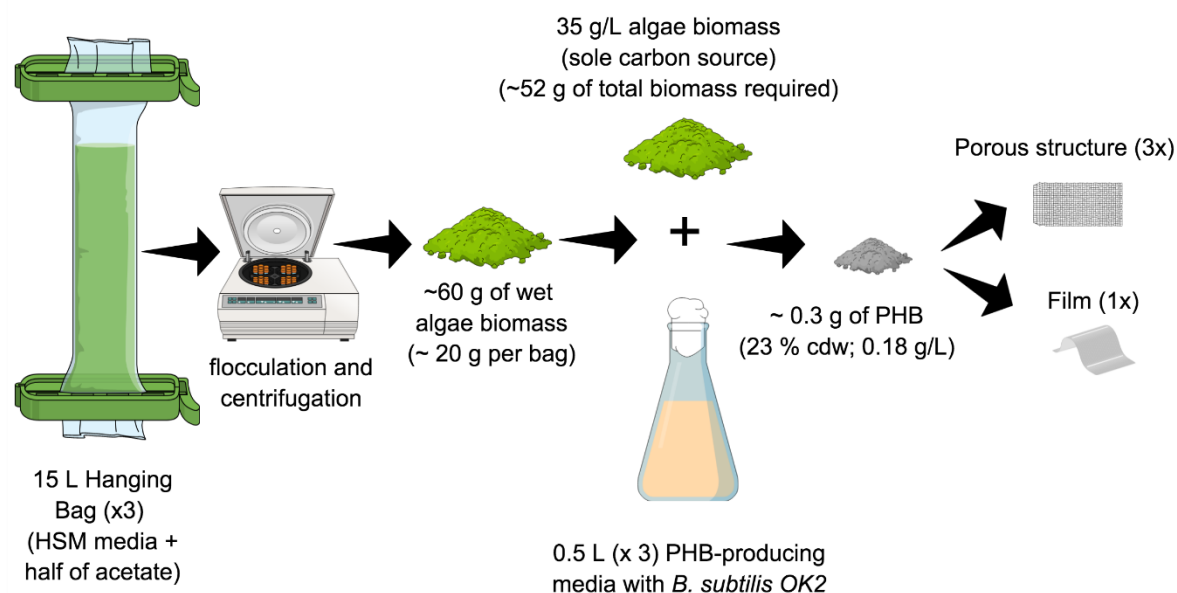 35 g/L algae biomass
(sole carbon source)
(~52 g of total biomass required)
Porous structure (3x)
+
~60 g of wet
algae biomass
(~ 20 g per bag)
~ 0.3 g of PHB
(23 % cdw; 0.18 g/L)
Film (1x)
flocculation and
centrifugation
15 L Hanging
Bag (x3)
(HSM media +
half of acetate)
0.5 L (x 3) PHB-producing
media with B. subtilis OK2